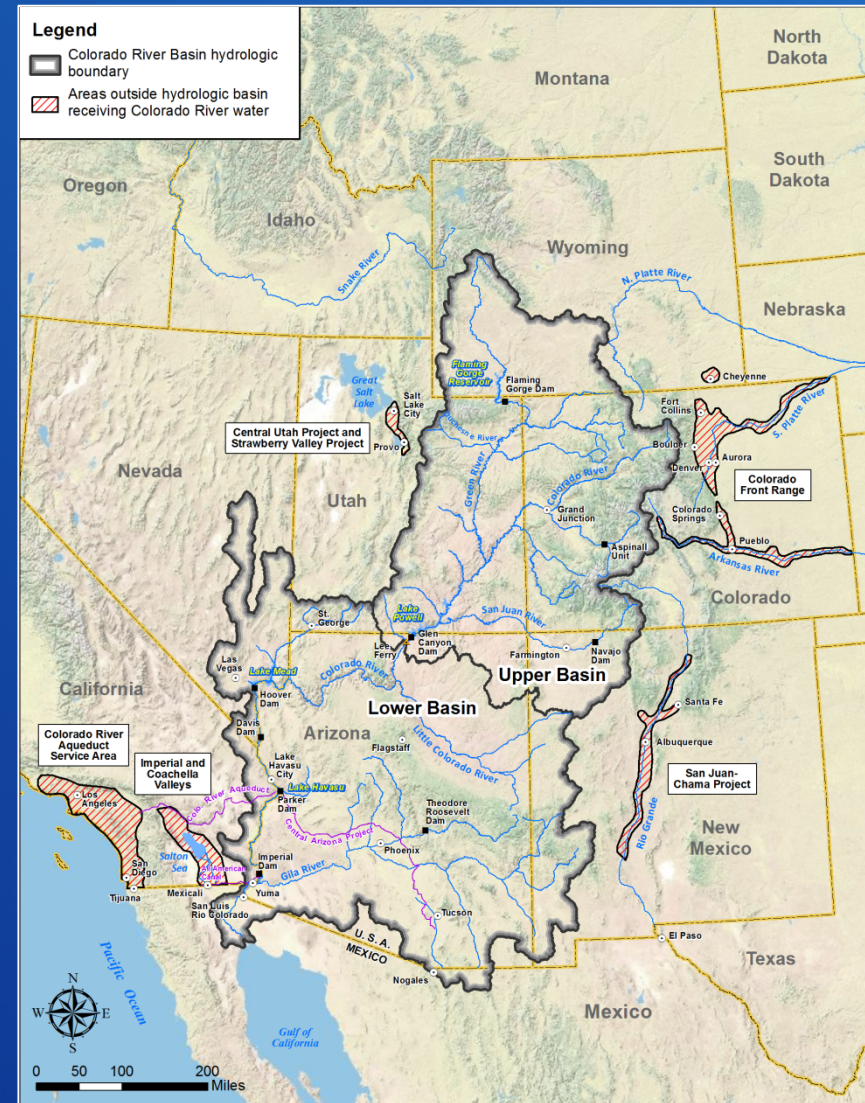 Legend
Colorado River Basin hydrologic
boundary
Areas outside hydrologic basin
receiving Colorado River water
North
Dakota
Montana
South
Dakota
Oregon
Idaho
Wyoming
Snake River
N. Platte River
Nebraska
Flaming
Gorge
Reservoir
Flaming
Gorge Dam
Great
Salt
Lake
Salt
Lake
City
Cheyenne
Fort
Collins
S. Platte River
Central Utah Project and
Strawberry Valley Project
Provo
Duchesne River
Boulder
Denver
Aurora
Colorado
Front Range
Nevada
Utah
Green River
Colorado River
Grand
Junction
Colorado
Springs
Aspinall
Unit
Pueblo
Arkansas River
Colorado
St.
George
Lake
Powell
San Juan River
Lee
Ferry
Glen
Canyon
Dam
Farmington
Navajo
Dam
Las
Vegas
Lake Mead
Colorado River
Upper Basin
California
Hoover
Dam
Lower Basin
Santa Fe
Colorado River
Aqueduct
Service Area
Imperial and
Coachella
Valleys
Davis
Dam
Arizona
Flagstaff
Little Colorado River
Albuquerque
San Juan-
Chama Project
Lake
Havasu
City
Lake Havasu
Los
Angeles
Colo. River Aqueduct
Parker
Dam
Central Arizona Project
Theodore
Roosevelt
Dam
Rio Grande
New
Mexico
Phoenix
Salton
Sea
San
Diego
All American
Canal
Imperial
Dam
Gila River
Tijuana
Mexicali
Yuma
San Luis
Rio Colorado
Tucson
U. S. A.
MEXICO
El Paso
Texas
Pacific Ocean
Nogales
Mexico
N
W
E
S
Gulf of
California
0 50 100 200
Miles